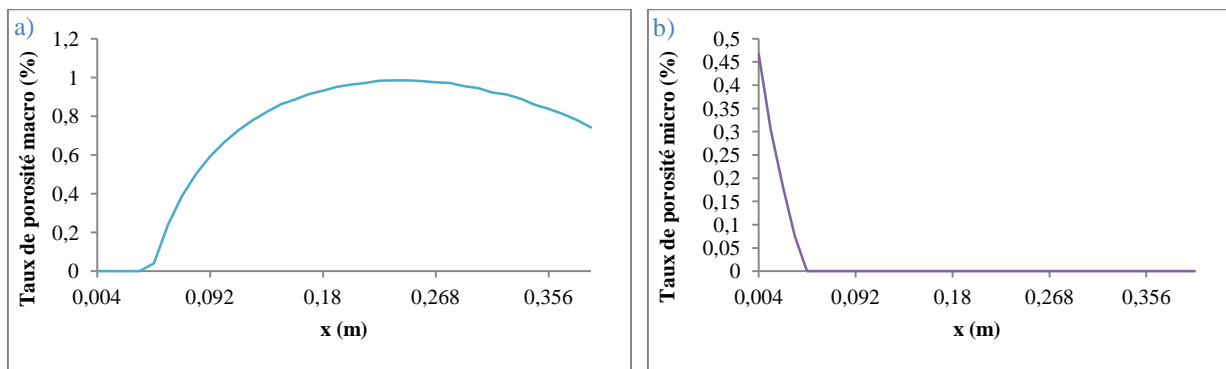 a)
Taux de porosité macro (%)
1,2
1
0,8
0,6
0,4
0,2
0
0,004 0,092 0,18 0,268 0,356
x (m)
b)
Taux de porosité micro (%)
0,5
0,45
0,4
0,35
0,3
0,25
0,2
0,15
0,1
0,05
0
0,004 0,092 0,18 0,268 0,356
x (m)